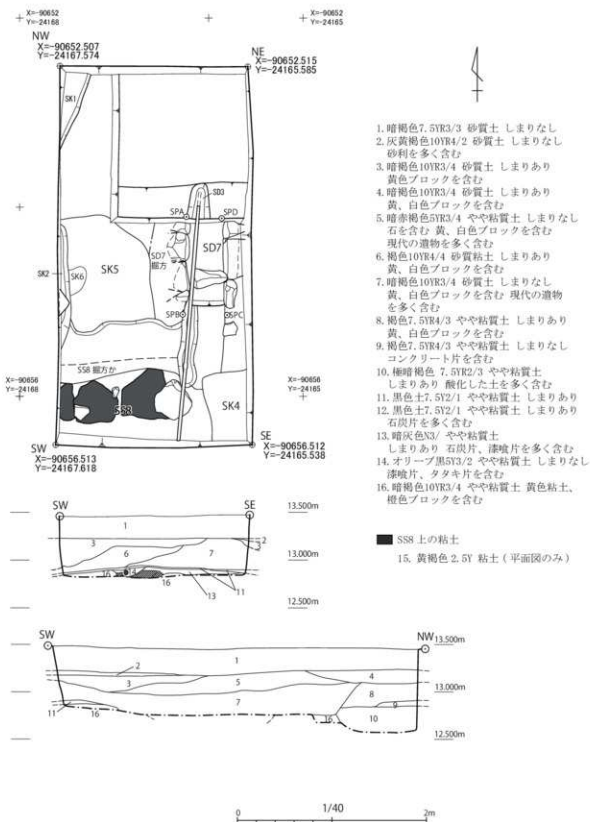 X=-90652
Y=-24168
X=-90652
Y=-24165
NW
X=-90652.507
Y=-24167.574
NE
X=-90652.515
Y=-24165.585
SK1
SD3
SPA
SPD
SD7
SD7
掘方
SK2
SK6
SK5
SPB
SPC
SS8 掘方か
X=-90656
Y=-24168
X=-90656
Y=-24165
SS8
SK4
SW
X=-90656.513
Y=-24167.618
SE
X=-90656.512
Y=-24165.538
1. 暗褐色7.5YR3/3 砂質土 しまりなし
2. 灰黄褐色10YR4/2 砂質土 しまりなし
砂利を多く含む
3. 暗褐色10YR3/4 砂質土 しまりあり
黄色ブロックを含む
4. 暗褐色10YR3/4 砂質土 しまりあり
黄、白色ブロックを含む
5. 暗赤褐色5YR3/4 やや粘質土 しまりなし
石を含む 黄、白色ブロックを含む
現代の遺物を多く含む
6. 褐色10YR4/4 砂質粘土 しまりあり
黄、白色ブロックを含む
7. 暗褐色10YR3/4 砂質土 しまりなし
黄、白色ブロックを含む 現代の遺物
を多く含む
8. 褐色7.5YR4/3 やや粘質土 しまりあり
黄、白色ブロックを含む
9. 褐色7.5YR4/3 やや粘質土 しまりなし
コンクリート片を含む
10. 極暗褐色 7.5YR2/3 やや粘質土
しまりあり 酸化した土を多く含む
11. 黒色土7.5Y2/1 やや粘質土 しまりあり
12. 黒色土7.5Y2/1 やや粘質土 しまりあり
石炭片を多く含む
13. 暗灰色N3/ やや粘質土
しまりあり 石炭片、漆喰片を多く含む
14. オリーブ黒5Y3/2 やや粘質土 しまりなし
漆喰片、タタキ片を含む
16. 暗褐色10YR3/4 やや粘質土 黄色粘土、
橙色ブロックを含む
SS8 上の粘土
15. 黄褐色 2.5Y 粘土 ( 平面図のみ )
SW
SE
13.500m
1
2
3
6
7
13.000m
16
14
16
13
11
12.500m
SW
NW
13.500m
1
2
3
5
4
13.000m
7
8
9
11
16
16
10
12.500m
1/40
0
2m